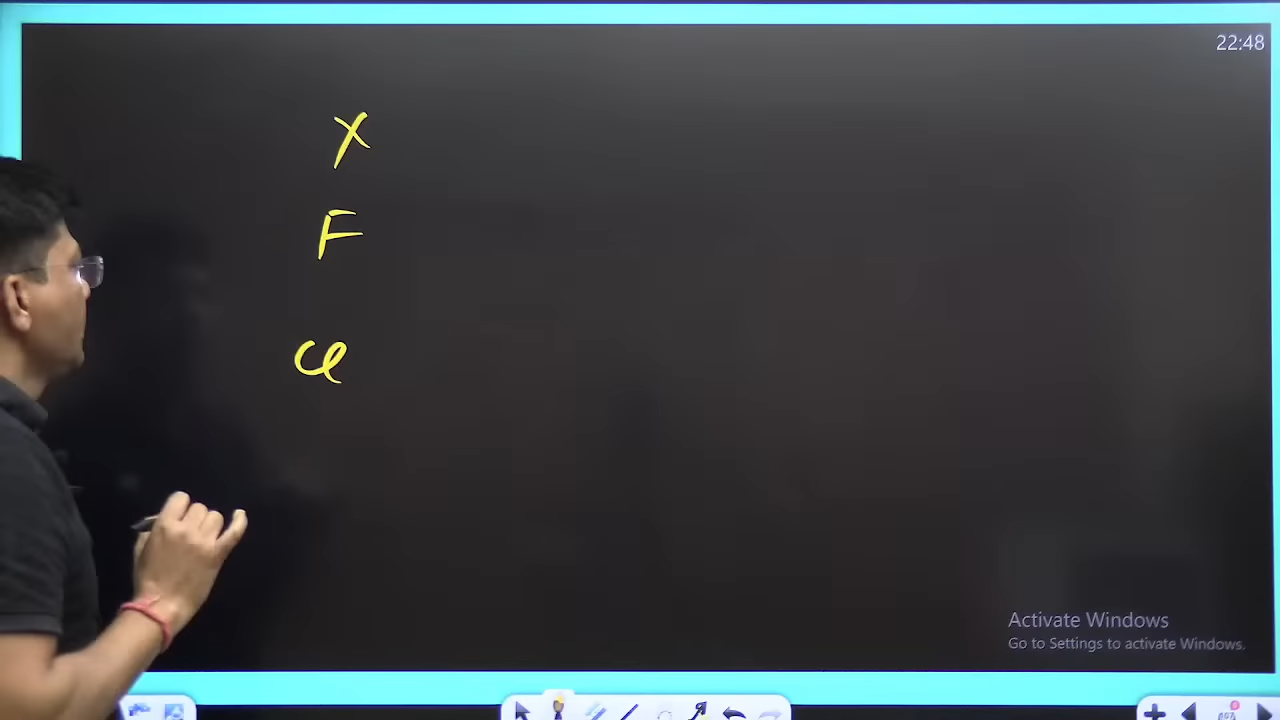 22:48
X
F
Cl
Activate Windows
Go to Settings to activate Windows.